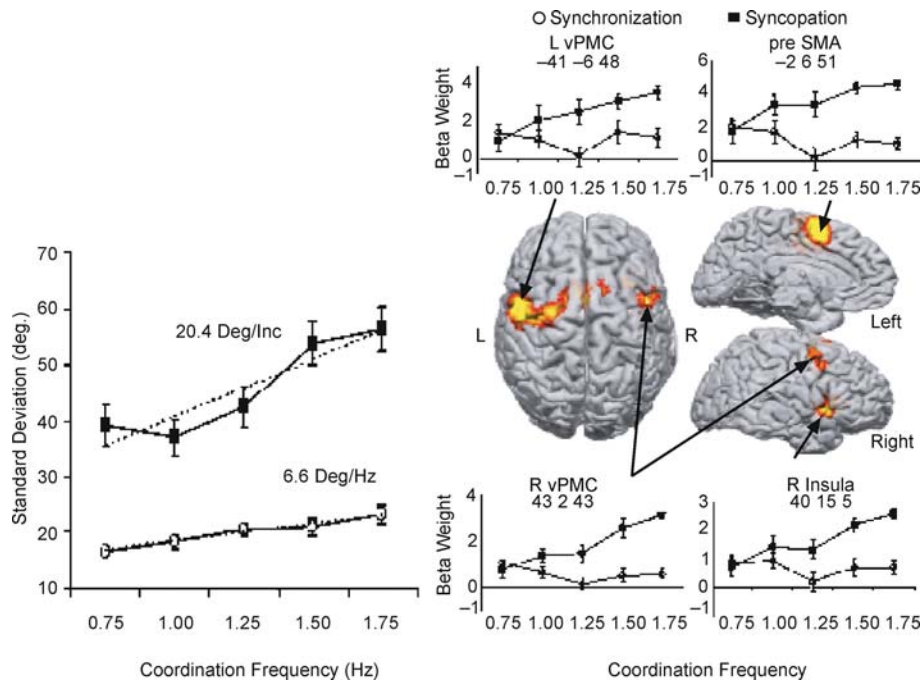 Synchronization Syncopation
L vPMC
–41 –6 48
pre SMA
–2 6 51
Beta Weight
4
2
0
–1
0.75 1.00 1.25 1.50 1.75
6
4
2
0
–1
0.75 1.00 1.25 1.50 1.75
L
R
Left
Right
Standard Deviation (deg.)
70
60
50
40
30
20
10
20.4 Deg/Inc
6.6 Deg/Hz
0.75 1.00 1.25 1.50 1.75
Coordination Frequency (Hz)
R vPMC
43 2 43
R Insula
40 15 5
Beta Weight
4
2
0
–1
0.75 1.00 1.25 1.50 1.75
3
2
1
0
–1
0.75 1.00 1.25 1.50 1.75
Coordination Frequency